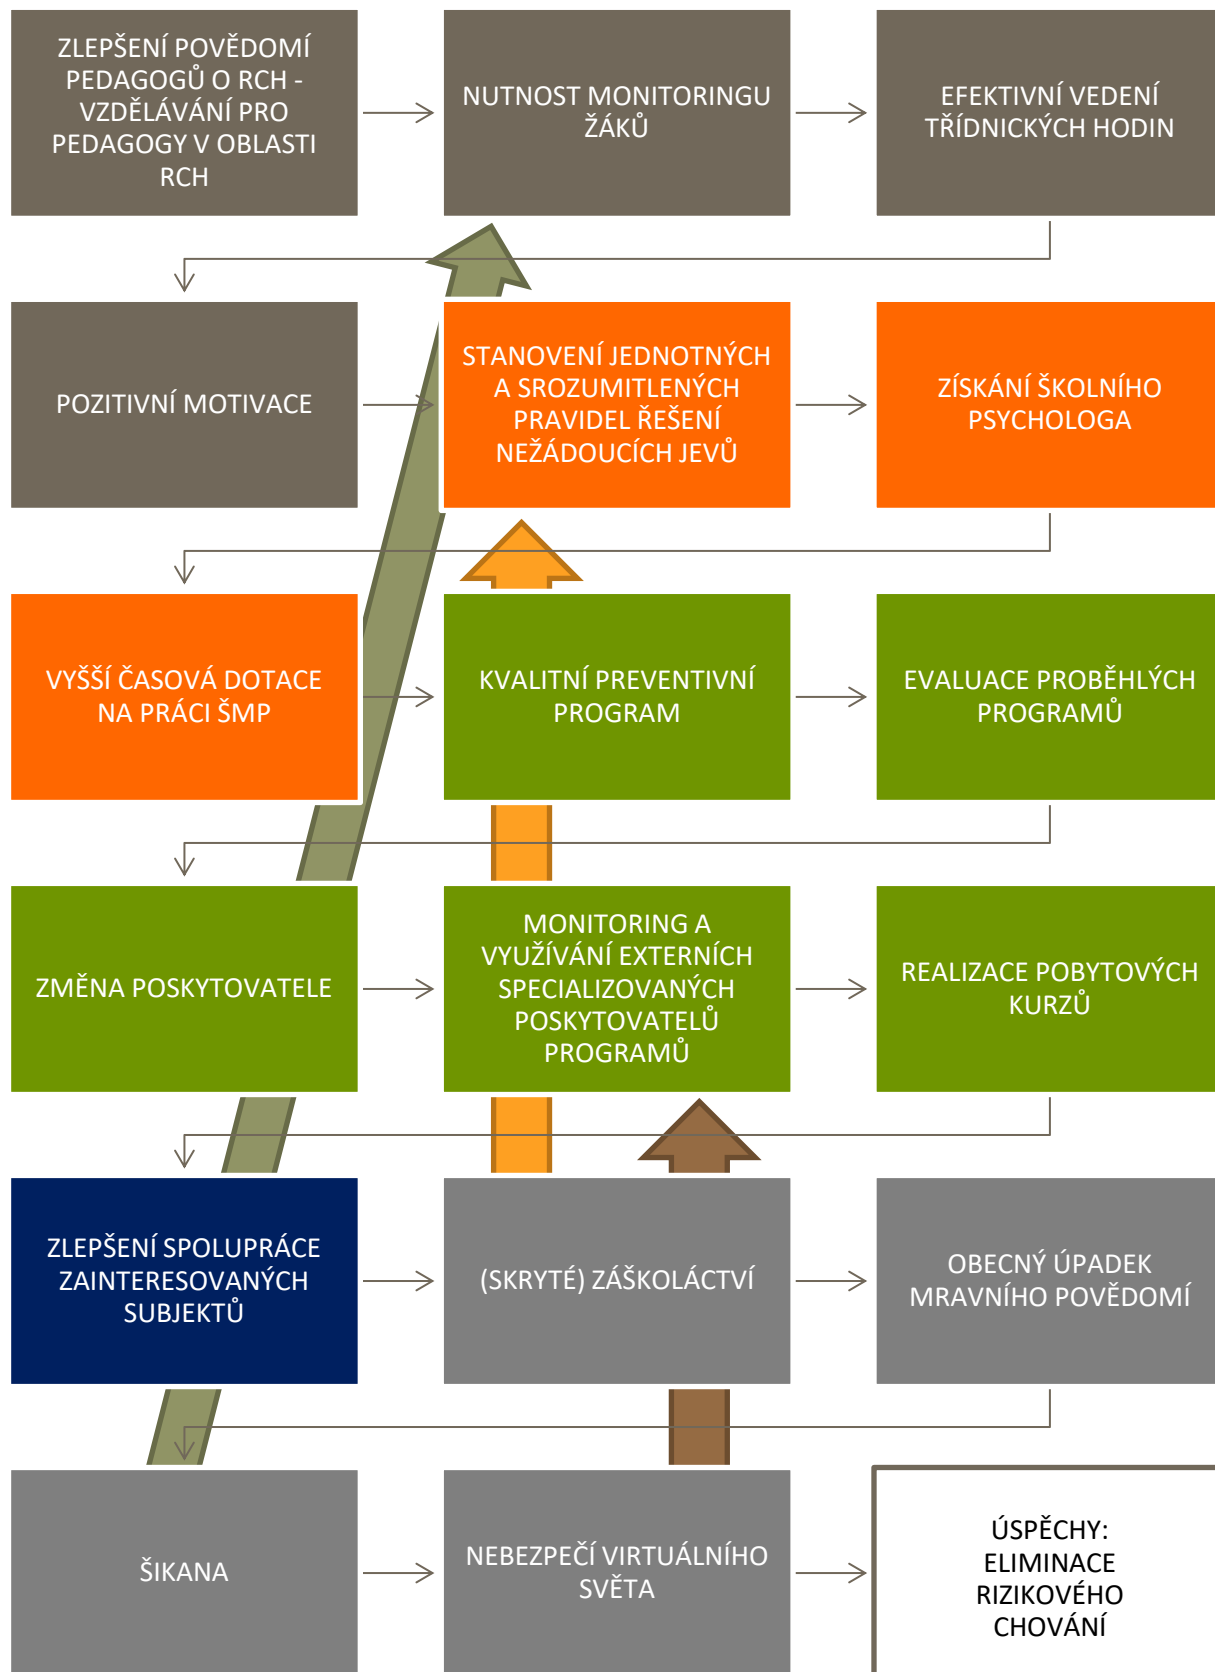 ZLEPŠENÍ POVĚDOMÍ
PEDAGOGŮ O RCH -
VZDĚLÁVÁNÍ PRO
PEDAGOGY V OBLASTI
RCH
NUTNOST MONITORINGU
ŽÁKŮ
EFEKTIVNÍ VEDENÍ
TŘÍDNICKÝCH HODIN
POZITIVNÍ MOTIVACE
STANOVENÍ JEDNOTNÝCH
A SROZUMITLENÝCH
PRAVIDEL ŘEŠENÍ
NEŽÁDOUCÍCH JEVŮ
ZÍSKÁNÍ ŠKOLNÍHO
PSYCHOLOGA
VYŠŠÍ ČASOVÁ DOTACE
NA PRÁCI ŠMP
KVALITNÍ PREVENTIVNÍ
PROGRAM
EVALUACE PROBĚHLÝCH
PROGRAMŮ
ZMĚNA POSKYTOVATELE
MONITORING A
VYUŽÍVÁNÍ EXTERNÍCH
SPECIALIZOVANÝCH
POSKYTOVATELŮ
PROGRAMŮ
REALIZACE POBYTOVÝCH
KURZŮ
ZLEPŠENÍ SPOLUPRÁCE
ZAINTERESOVANÝCH
SUBJEKTŮ
(SKRYTÉ) ZÁŠKOLÁCTVÍ
OBECNÝ ÚPADEK
MRAVNÍHO POVĚDOMÍ
ŠIKANA
NEBEZPEČÍ VIRTUÁLNÍHO
SVĚTA
ÚSPĚCHY:
ELIMINACE
RIZIKOVÉHO
CHOVÁNÍ